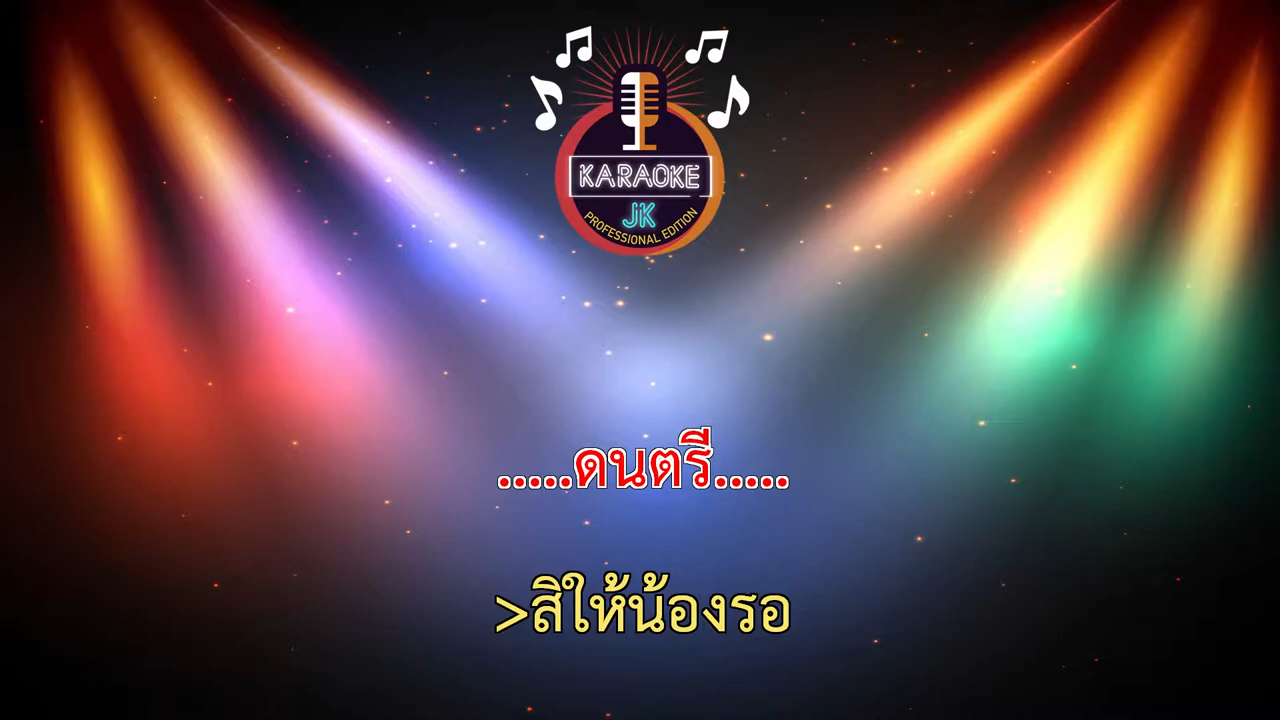 KARAOKE
JK
PROFESSIONAL EDITION
.....ดนตรี.....
>สิให้น้องรอ